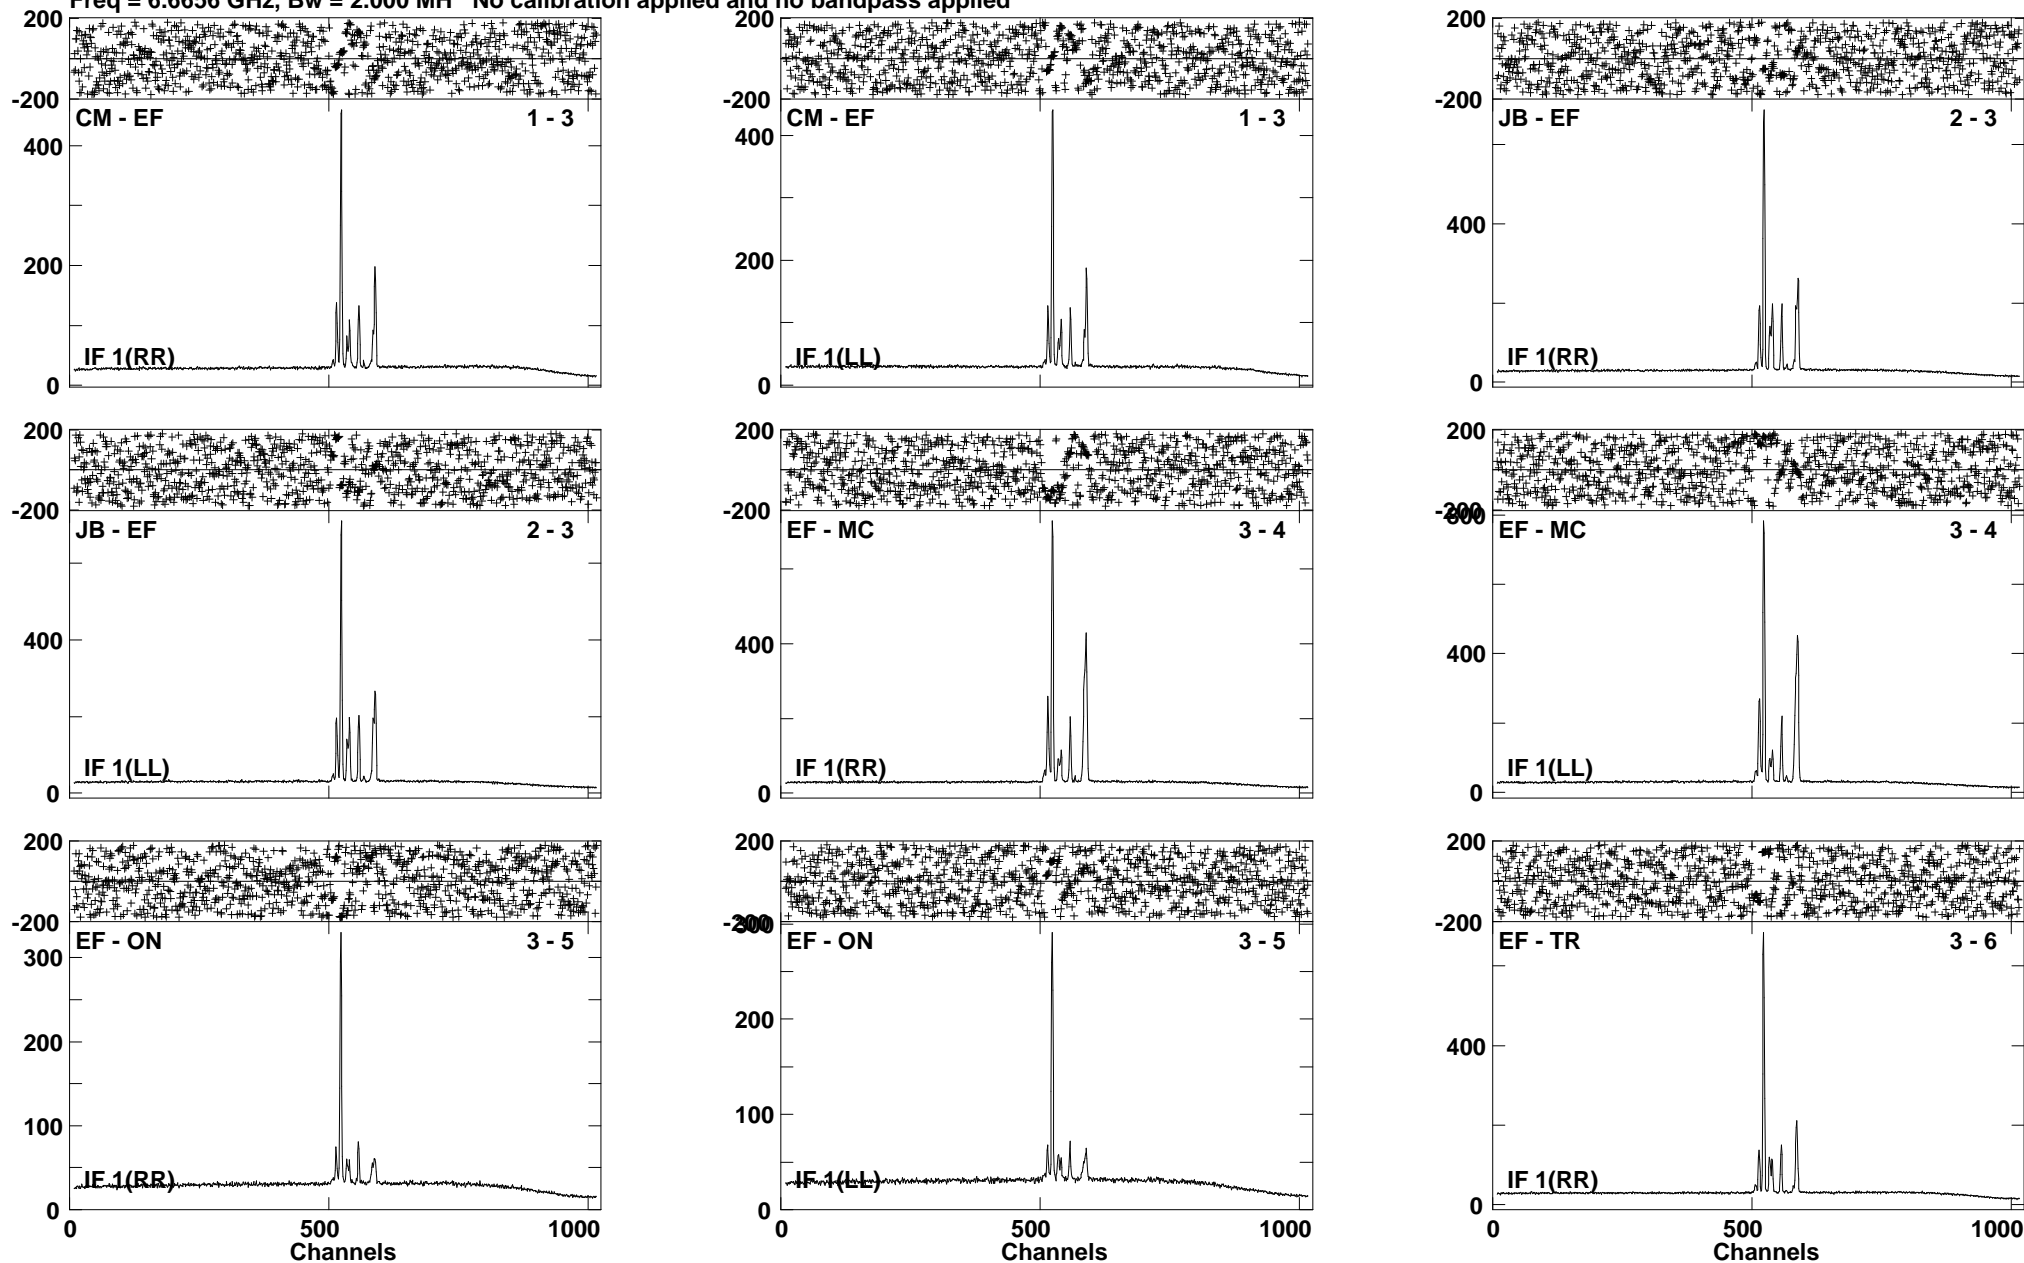 Freq = 6.6656 GHz, Bw = 2.000 MH No calibration applied and no bandpass applied
200
-200
CM - EF 1 - 3
400
200
IF 1(RR)
0
200
-200
CM - EF 1 - 3
400
200
IF 1(LL)
0
200
-200
JB - EF 2 - 3
400
IF 1(RR)
0
200
-200
JB - EF 2 - 3
400
IF 1(LL)
0
200
-200
EF - MC 3 - 4
400
IF 1(RR)
0
200
-200
800
EF - MC 3 - 4
400
IF 1(LL)
0
200
-200
EF - ON 3 - 5
300
200
100
IF 1(RR)
0
0 500 1000
Channels
200
-200
300
EF - ON 3 - 5
200
100
IF 1(LL)
0
0 500 1000
200
-200
EF - TR 3 - 6
400
IF 1(RR)
0
0 500 1000
Channels